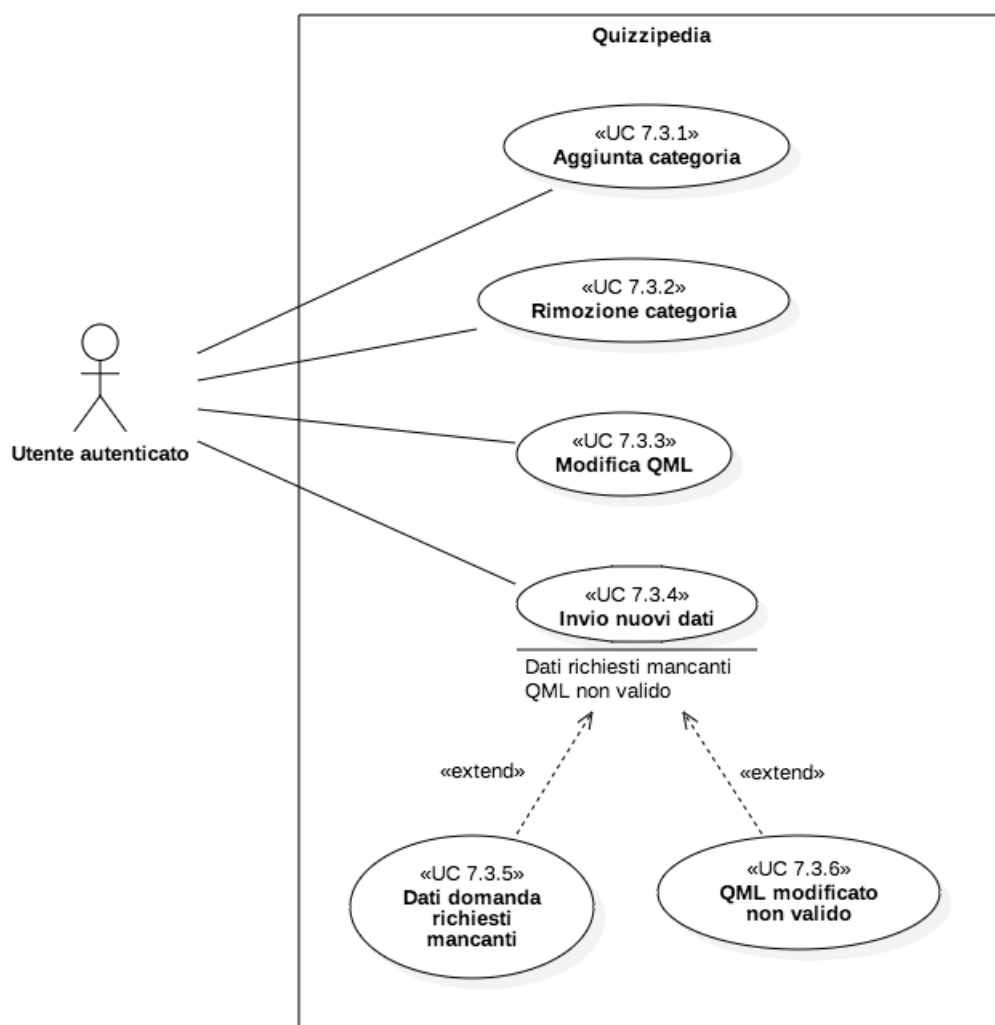 Quizzipedia
«UC 7.3.1»
Aggiunta categoria
«UC 7.3.2»
Rimozione categoria
Utente autenticato
«UC 7.3.3»
Modifica QML
«UC 7.3.4»
Invio nuovi dati
Dati richiesti mancanti
QML non valido
«extend»
«extend»
«UC 7.3.5»
Dati domanda
richiesti
mancanti
«UC 7.3.6»
QML modificato
non valido